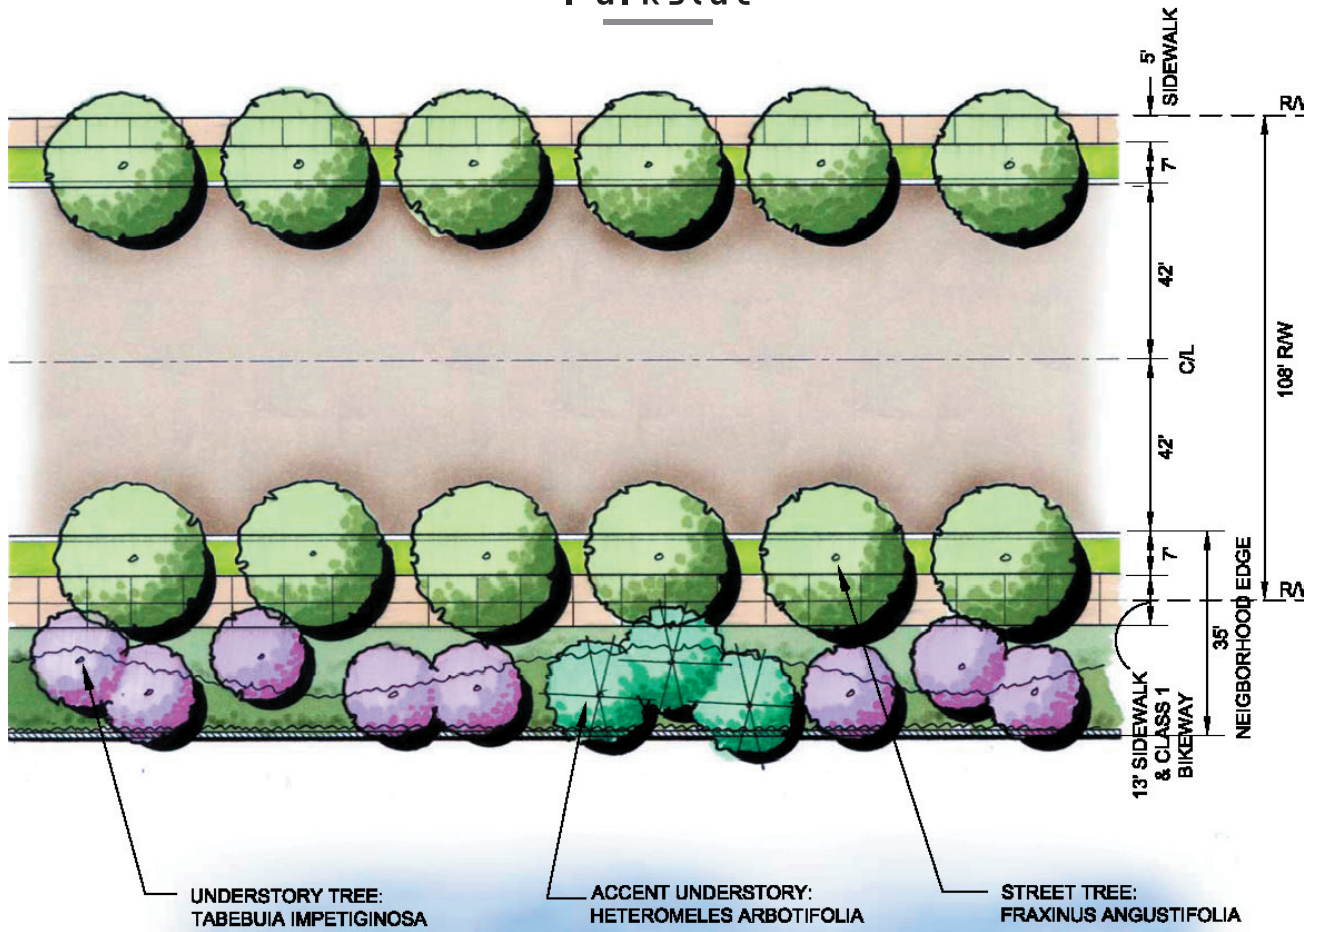 5'
SIDEWALK
7'
42'
C/L
42'
7'
108' R/W
35'
NEIGBORHOOD EDGE
13' SIDEWALK
& CLASS 1
BIKEWAY
UNDERSTORY TREE:
TABEBUIA IMPETIGINOSA
ACCENT UNDERSTORY:
HETEROMELES ARBOTIFOLIA
STREET TREE:
FRAXINUS ANGUSTIFOLIA